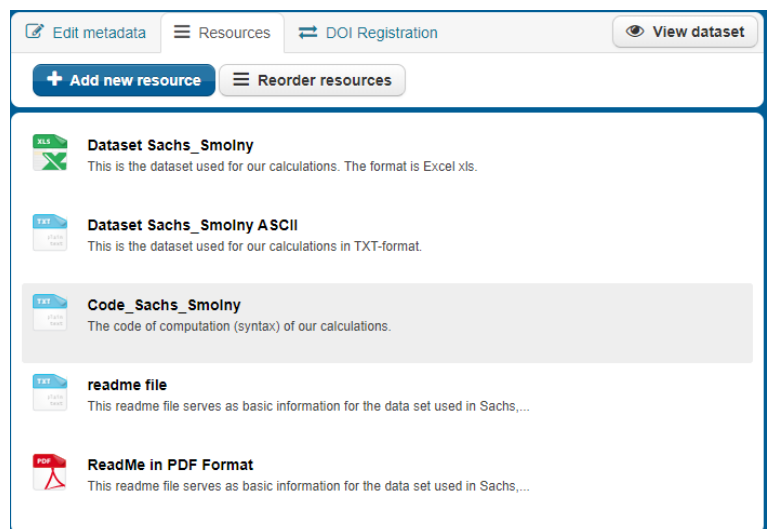 Edit metadata
Resources
DOI Registration
View dataset
Add new resource
Reorder resources
XLS
Dataset Sachs_Smolny
This is the dataset used for our calculations. The format is Excel xls.
TXT
Dataset Sachs_Smolny ASCII
This is the dataset used for our calculations in TXT-format.
TXT
Code_Sachs_Smolny
The code of computation (syntax) of our calculations.
TXT
readme file
This readme file serves as basic information for the data set used in Sachs,...
PDF
ReadMe in PDF Format
This readme file serves as basic information for the data set used in Sachs,...